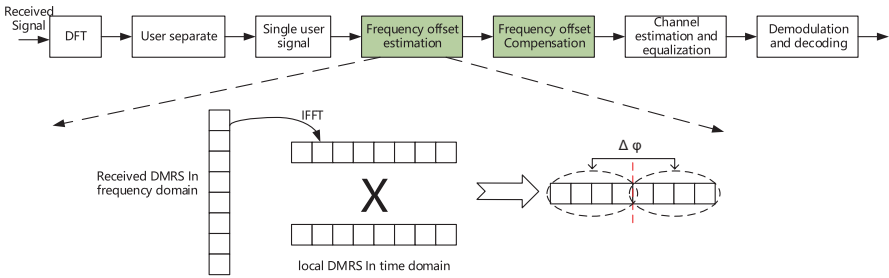 Received
Signal
DFT
User separate
Single user
signal
Frequency offset
estimation
Frequency offset
Compensation
Channel
estimation and
equalization
Demodulation
and decoding
IFFT
Received DMRS In
frequency domain
X
local DMRS In time domain
Δ φ